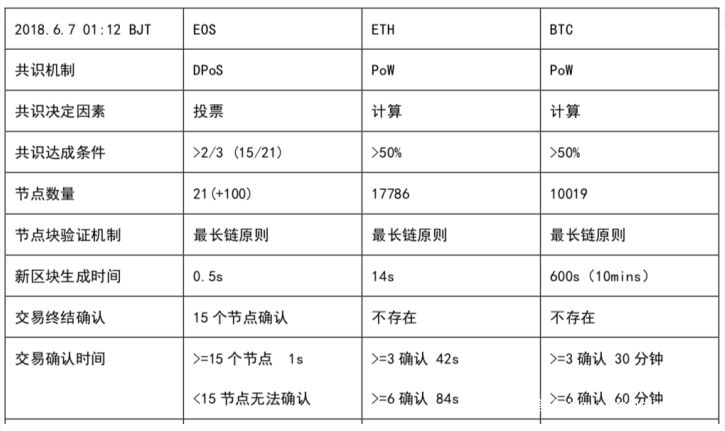 2018.6.7 01:12 BJT EOS ETH BTC
共识机制 DPoS PoW PoW
共识决定因素 投票 计算 计算
共识达成条件 >2/3 (15/21) >50% >50%
节点数量 21(+100) 17786 10019
节点块验证机制 最长链原则 最长链原则 最长链原则
新区块生成时间 0.5s 14s 600s（10mins）
交易终结确认 15 个节点确认 不存在 不存在
交易确认时间 >=15 个节点 1s >=3 确认 42s >=3 确认 30 分钟
<15 节点无法确认 >=6 确认 84s >=6 确认 60 分钟